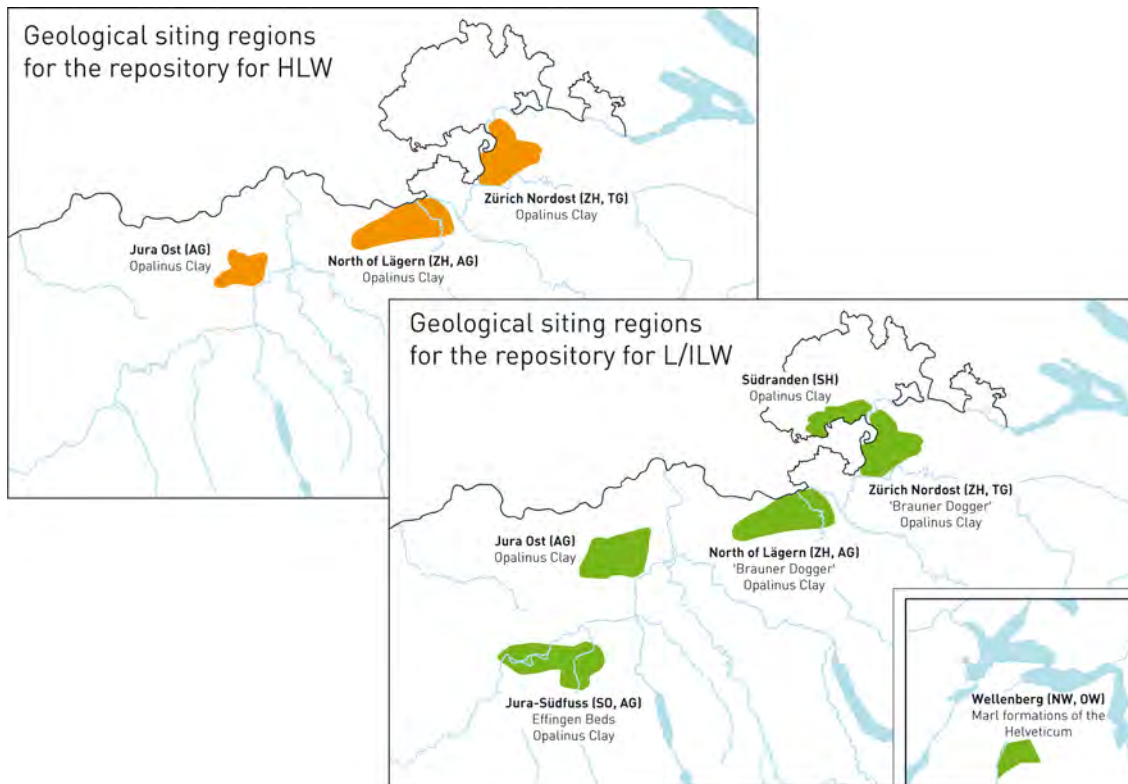 Geological siting regions
for the repository for HLW
Zürich Nordost (ZH, TG)
Opalinus Clay
Jura Ost (AG)
Opalinus Clay
North of Lägern (ZH, AG)
Opalinus Clay
Geological siting regions
for the repository for L/ILW
Südranden (SH)
Opalinus Clay
Zürich Nordost (ZH, TG)
'Brauner Dogger'
Opalinus Clay
Jura Ost (AG)
Opalinus Clay
North of Lägern (ZH, AG)
'Brauner Dogger'
Opalinus Clay
Jura-Südfuss (SO, AG)
Effingen Beds
Opalinus Clay
Wellenberg (NW, OW)
Marl formations of the
Helveticum